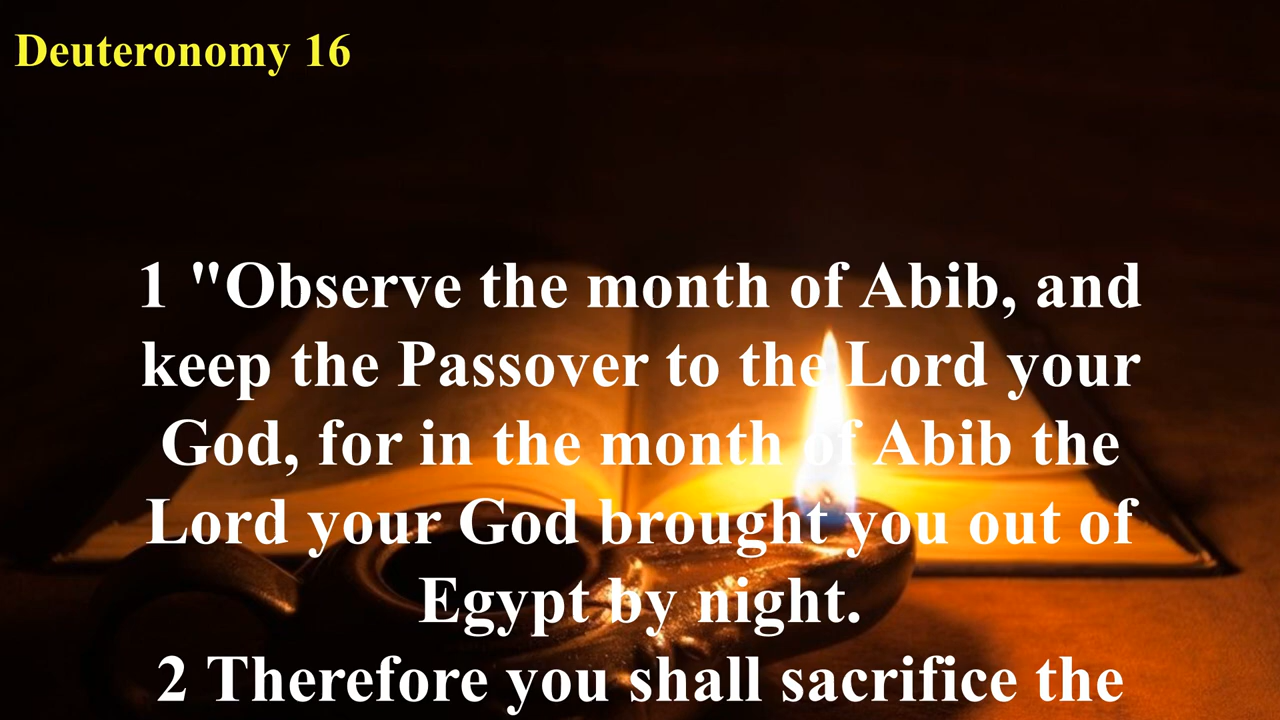 Deuteronomy 16
1 "Observe the month of Abib, and
keep the Passover to the Lord your
God, for in the month of Abib the
Lord your God brought you out of
Egypt by night.
2 Therefore you shall sacrifice the